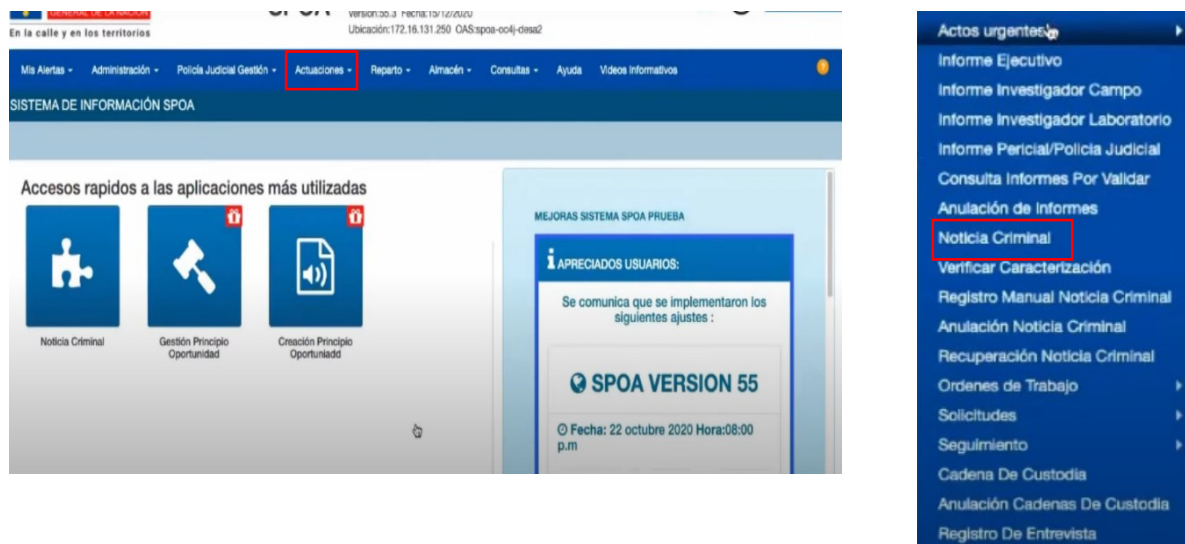 GENERAL DE LA NACIÓN
En la calle y en los territorios
SPOA
Version:55.3 Fecha:15/12/2020
Ubicación:172.16.131.250 OAS:spoa-oc4j-desa2
Mis Alertas
Administración
Policía Judicial Gestión
Actuaciones
Reparto
Almacén
Consultas
Ayuda
Videos Informativos
SISTEMA DE INFORMACIÓN SPOA
Accesos rapidos a las aplicaciones más utilizadas
Noticia Criminal
Gestión Principio
Oportunidad
Creación Principio
Oportuniadd
MEJORAS SISTEMA SPOA PRUEBA
APRECIADOS USUARIOS:
Se comunica que se implementaron los
siguientes ajustes :
SPOA VERSION 55
Fecha: 22 octubre 2020 Hora:08:00
p.m
Actos urgentes
Informe Ejecutivo
Informe Investigador Campo
Informe Investigador Laboratorio
Informe Pericial/Policia Judicial
Consulta Informes Por Validar
Anulación de Informes
Noticia Criminal
Verificar Caracterización
Registro Manual Noticia Criminal
Anulación Noticia Criminal
Recuperación Noticia Criminal
Ordenes de Trabajo
Solicitudes
Seguimiento
Cadena De Custodia
Anulación Cadenas De Custodia
Registro De Entrevista